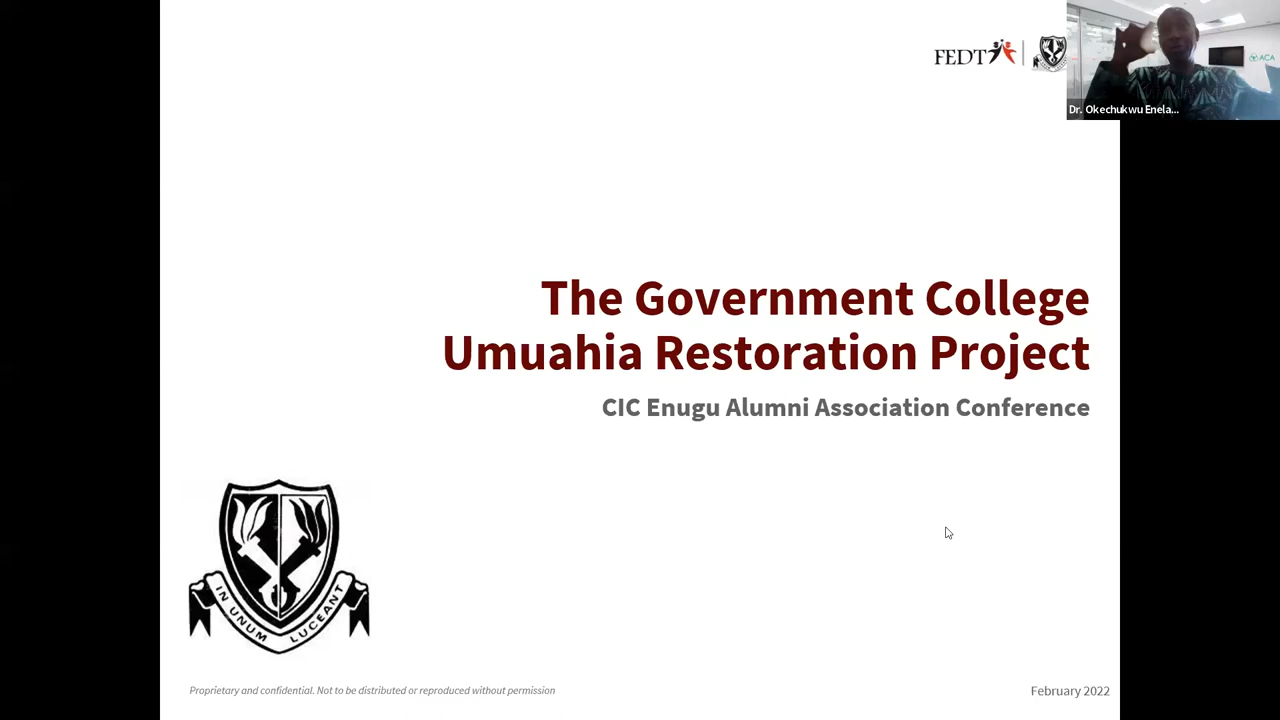 FEDT
ACA
Dr. Okechukwu Enela...
The Government College
Umuahia Restoration Project
CIC Enugu Alumni Association Conference
IN UNUM LUCEANT
Proprietary and confidential. Not to be distributed or reproduced without permission
February 2022